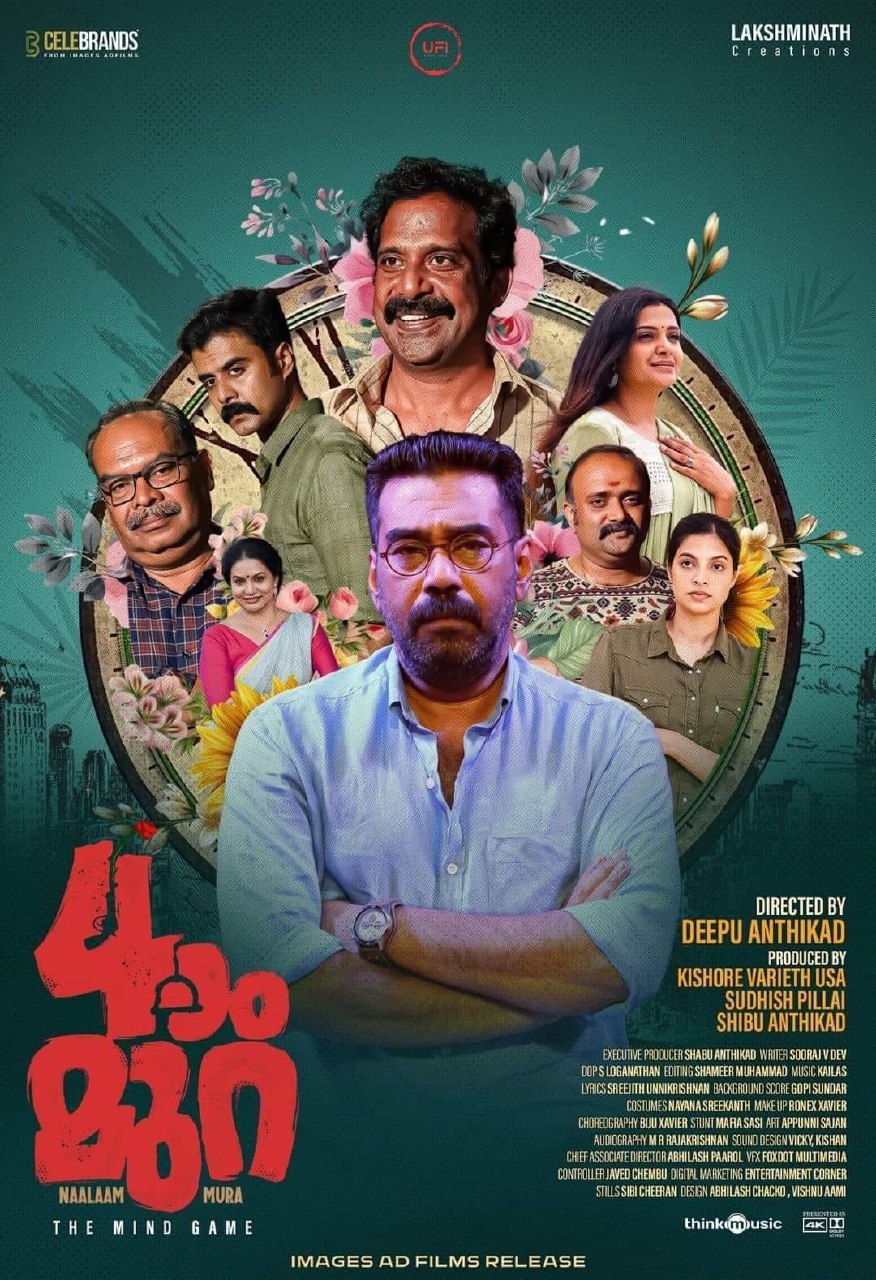 CELEBRANDS
FROM IMAGES ADFILMS
UFI
LAKSHMINATH
Creations
4ാം
മുറ
NAALAAM MURA
THE MIND GAME
DIRECTED BY
DEEPU ANTHIKAD
PRODUCED BY
KISHORE VARIETH USA
SUDHISH PILLAI
SHIBU ANTHIKAD
EXECUTIVE PRODUCER SHABU ANTHIKAD WRITER SOORAJ V DEV
DOP S LOGANATHAN EDITING SHAMEER MUHAMMAD MUSIC KAILAS
LYRICS SREEJITH UNNIKRISHNAN BACKGROUND SCORE GOPI SUNDAR
COSTUMES NAYANA SREEKANTH MAKE UP RONEX XAVIER
CHOREOGRAPHY BIJU XAVIER STUNT MAFIA SASI ART APPUNNI SAJAN
AUDIOGRAPHY M R RAJAKRISHNAN SOUND DESIGN VICKY, KISHAN
CHIEF ASSOCIATE DIRECTOR ABHILASH PAAROL VFX FOXDOT MULTIMEDIA
CONTROLLER JAVED CHEMBU DIGITAL MARKETING ENTERTAINMENT CORNER
STILLS SIBI CHEERAN DESIGN ABHILASH CHACKO , VISHNU AAMI
think music
PRESENTED IN
4K DOLBY
ATMOS
IMAGES AD FILMS RELEASE